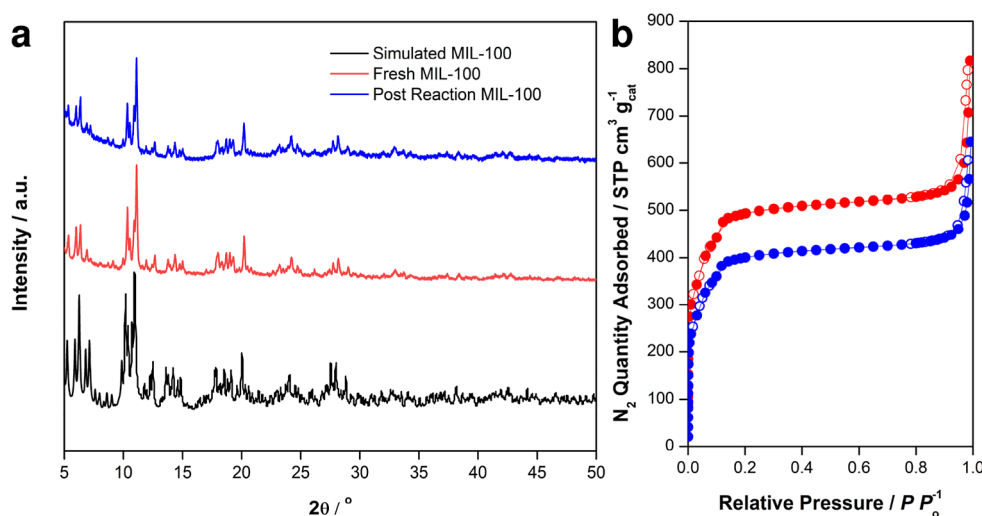 a
Simulated MIL-100
Fresh MIL-100
Post Reaction MIL-100
Intensity / a.u.
5 10 15 20 25 30 35 40 45 50
2θ / °
b
900
800
700
600
500
400
300
200
100
0
N₂ Quantity Adsorbed / STP cm³ g⁻¹cat
0.0 0.2 0.4 0.6 0.8 1.0
Relative Pressure / P Pₒ⁻¹